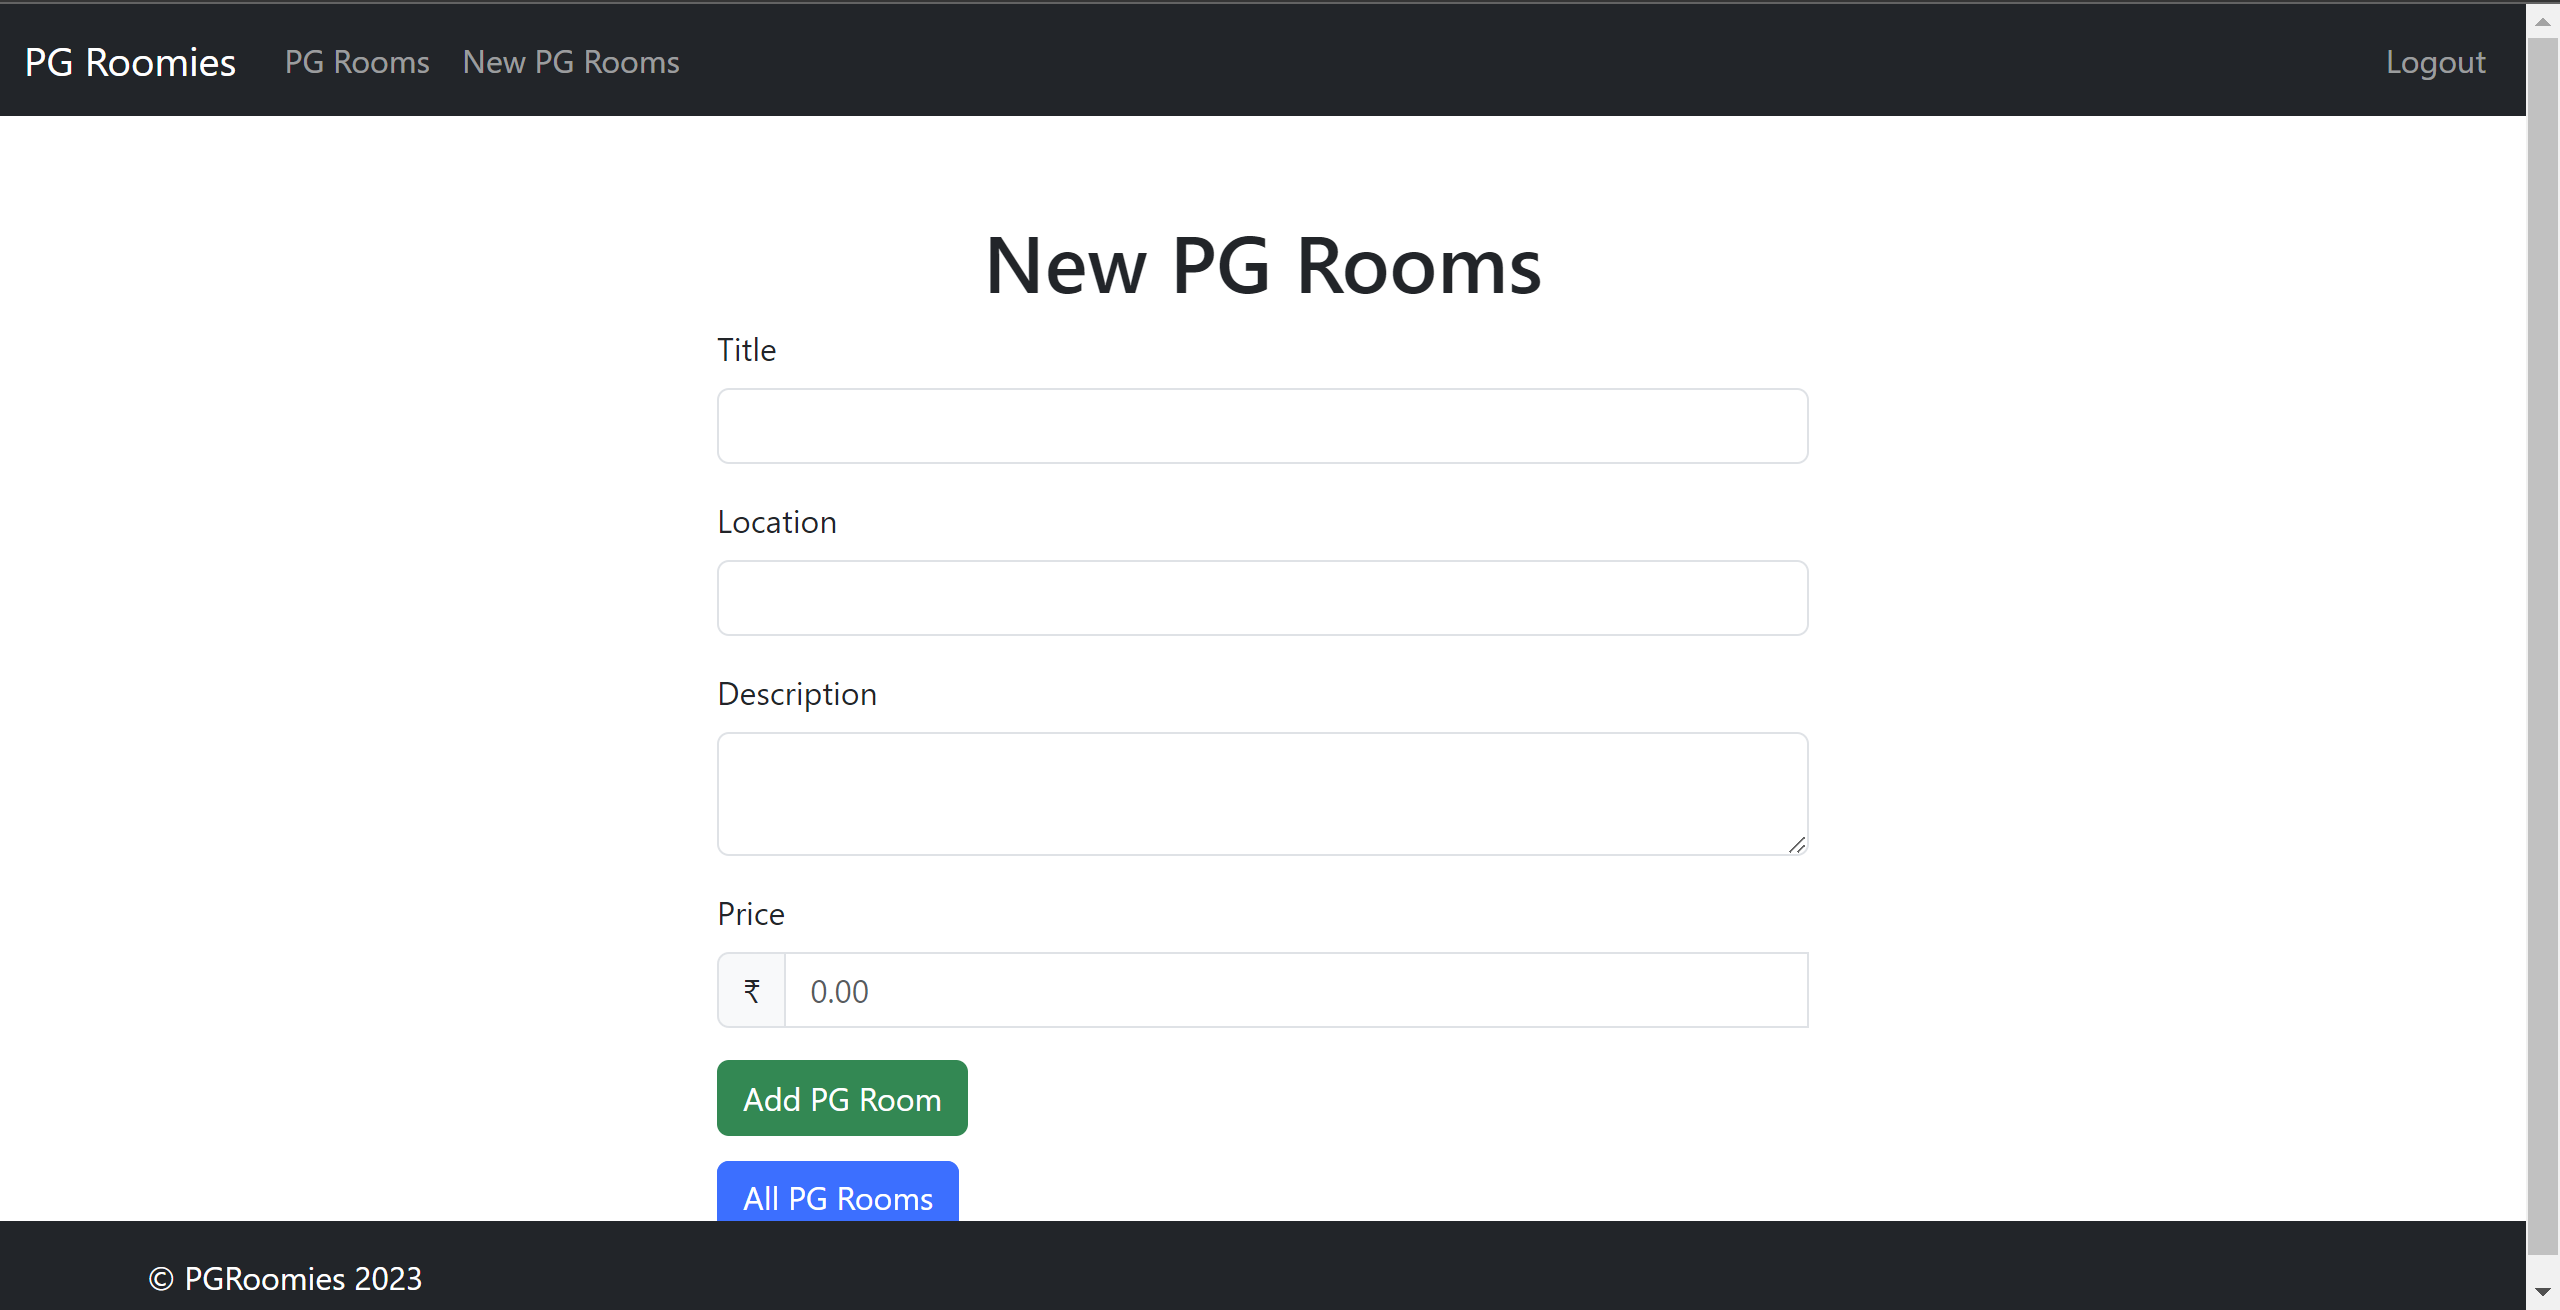 PG Roomies PG Rooms New PG Rooms Logout
New PG Rooms
Title
Location
Description
Price
₹ 0.00
Add PG Room
All PG Rooms
© PGRoomies 2023